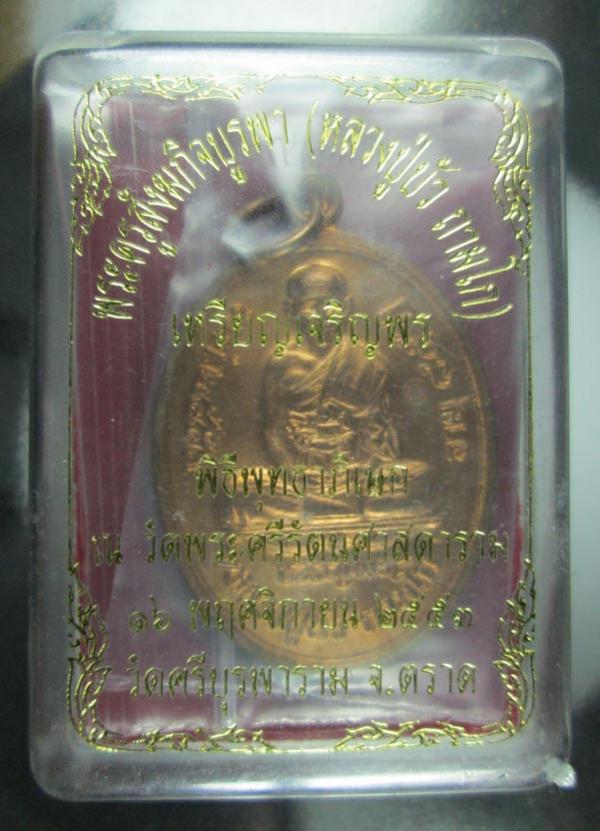 พระครูสังฆกิจบูรพา (หลวงปู่บัว ถามโก)
เหรียญเจริญพร
พิธีพุทธาภิเษก
ณ วัดพระศรีรัตนศาสดาราม
๑๖ พฤศจิกายน ๒๕๕๓
วัดศรีบุรพาราม จ.ตราด